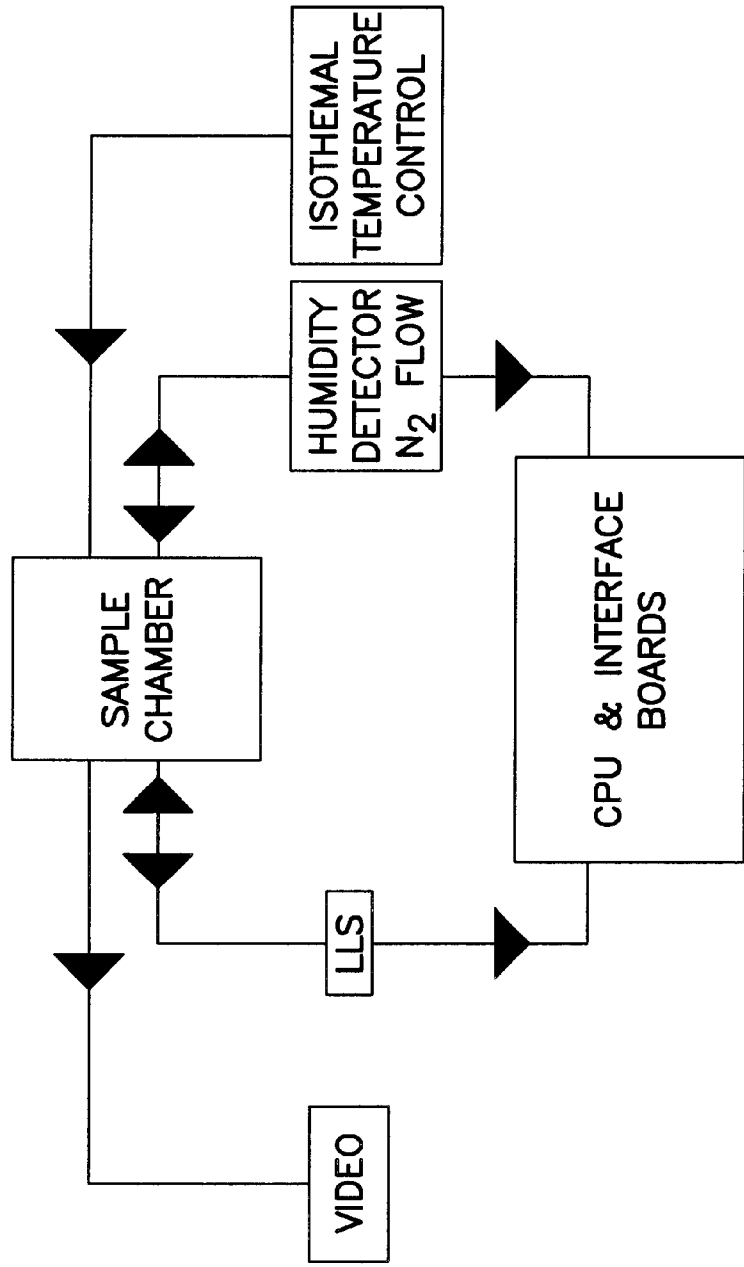 SAMPLE
CHAMBER
VIDEO
LLS
HUMIDITY
DETECTOR
N2 FLOW
ISOTHEMAL
TEMPERATURE
CONTROL
CPU & INTERFACE
BOARDS